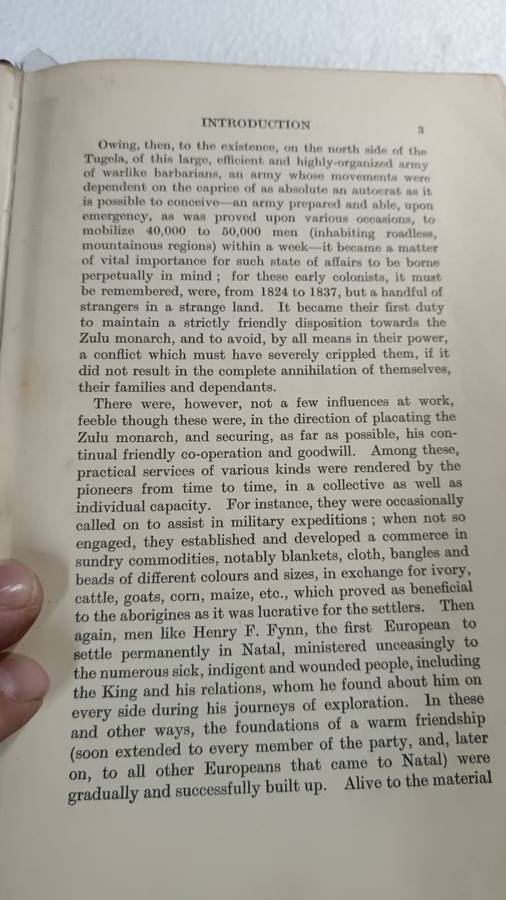 INTRODUCTION 3
Owing, then, to the existence, on the north side of the
Tugela, of this large, efficient and highly-organized army
of warlike barbarians, an army whose movements were
dependent on the caprice of as absolute an autocrat as it
is possible to conceive—an army prepared and able, upon
emergency, as was proved upon various occasions, to
mobilize 40,000 to 50,000 men (inhabiting roadless,
mountainous regions) within a week—it became a matter
of vital importance for such state of affairs to be borne
perpetually in mind ; for these early colonists, it must
be remembered, were, from 1824 to 1837, but a handful of
strangers in a strange land. It became their first duty
to maintain a strictly friendly disposition towards the
Zulu monarch, and to avoid, by all means in their power,
a conflict which must have severely crippled them, if it
did not result in the complete annihilation of themselves,
their families and dependants.
There were, however, not a few influences at work,
feeble though these were, in the direction of placating the
Zulu monarch, and securing, as far as possible, his con-
tinual friendly co-operation and goodwill. Among these,
practical services of various kinds were rendered by the
pioneers from time to time, in a collective as well as
individual capacity. For instance, they were occasionally
called on to assist in military expeditions ; when not so
engaged, they established and developed a commerce in
sundry commodities, notably blankets, cloth, bangles and
beads of different colours and sizes, in exchange for ivory,
cattle, goats, corn, maize, etc., which proved as beneficial
to the aborigines as it was lucrative for the settlers. Then
again, men like Henry F. Fynn, the first European to
settle permanently in Natal, ministered unceasingly to
the numerous sick, indigent and wounded people, including
the King and his relations, whom he found about him on
every side during his journeys of exploration. In these
and other ways, the foundations of a warm friendship
(soon extended to every member of the party, and, later
on, to all other Europeans that came to Natal) were
gradually and successfully built up. Alive to the material